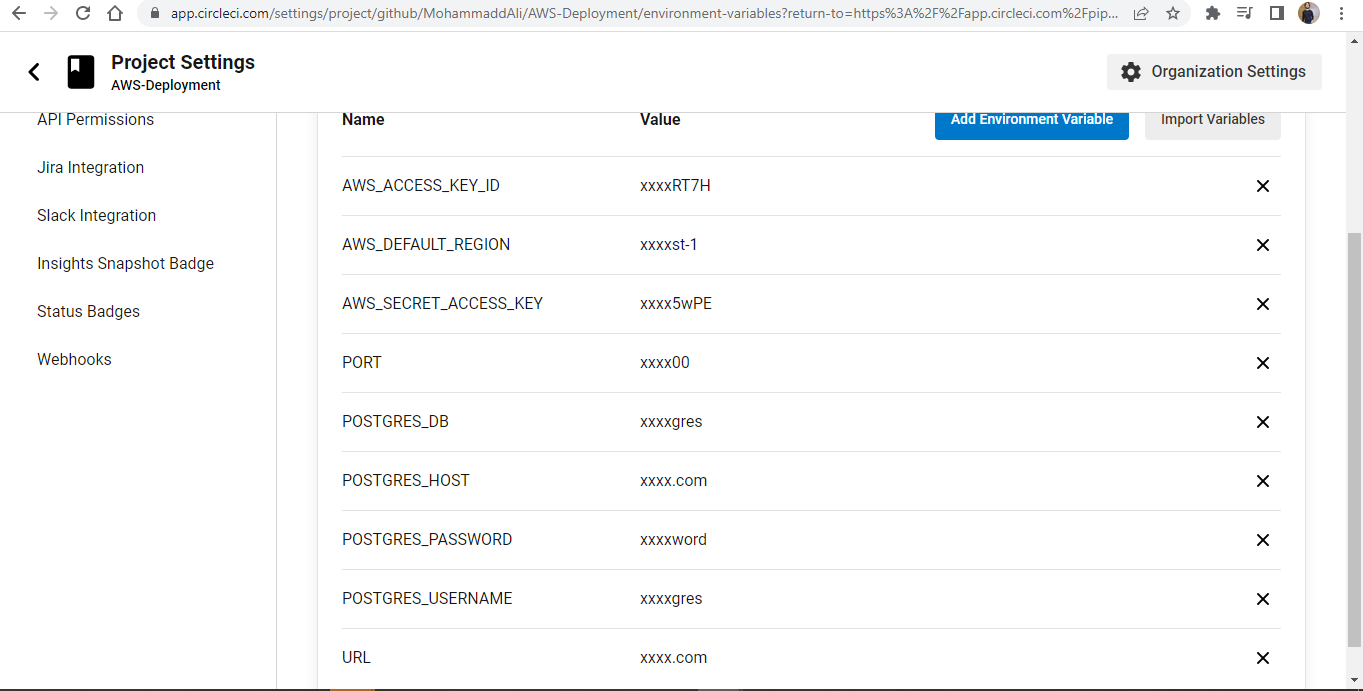 app.circleci.com/settings/project/github/MohammaddAli/AWS-Deployment/environment-variables?return-to=https%3A%2F%2Fapp.circleci.com%2Fpip...
Project Settings
AWS-Deployment
Organization Settings
API Permissions
Jira Integration
Slack Integration
Insights Snapshot Badge
Status Badges
Webhooks
Name Value Add Environment Variable Import Variables
AWS_ACCESS_KEY_ID xxxxRT7H
AWS_DEFAULT_REGION xxxxst-1
AWS_SECRET_ACCESS_KEY xxxx5wPE
PORT xxxx00
POSTGRES_DB xxxxgres
POSTGRES_HOST xxxx.com
POSTGRES_PASSWORD xxxxword
POSTGRES_USERNAME xxxxgres
URL xxxx.com